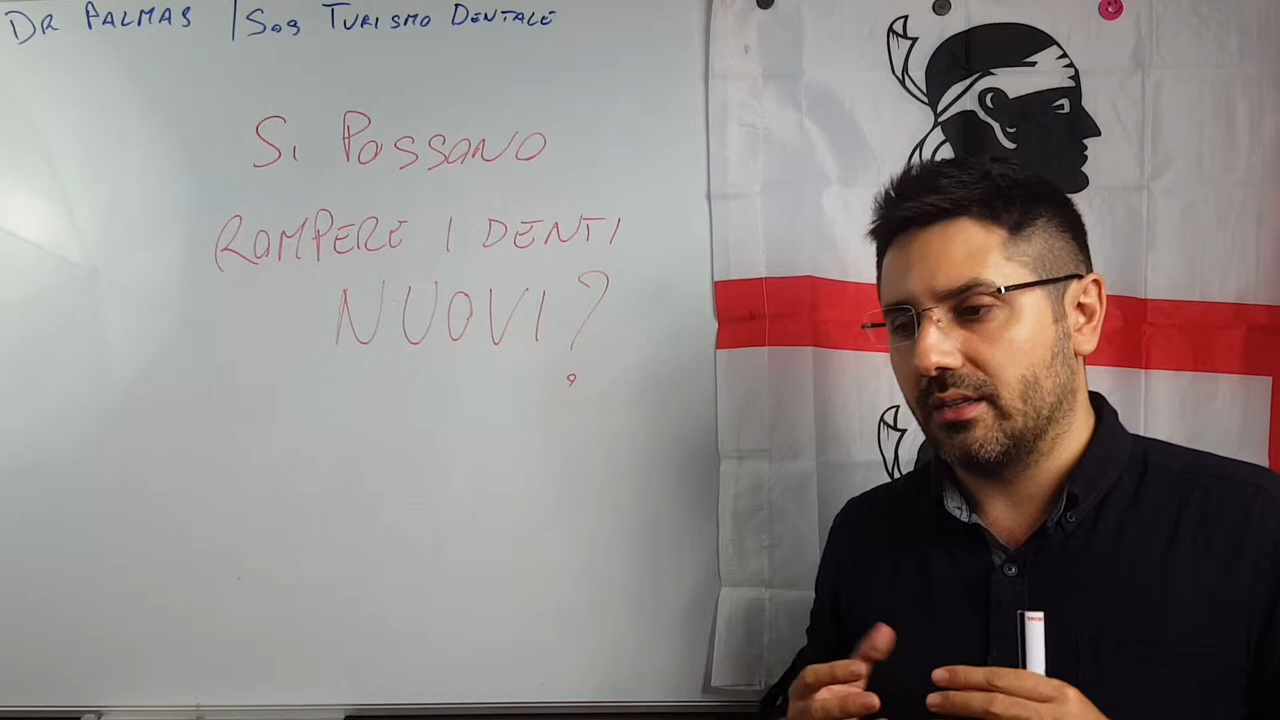 DR PALMAS | SOS TURISMO DENTALE
SI POSSANO
ROMPERE I DENTI
NUOVI?